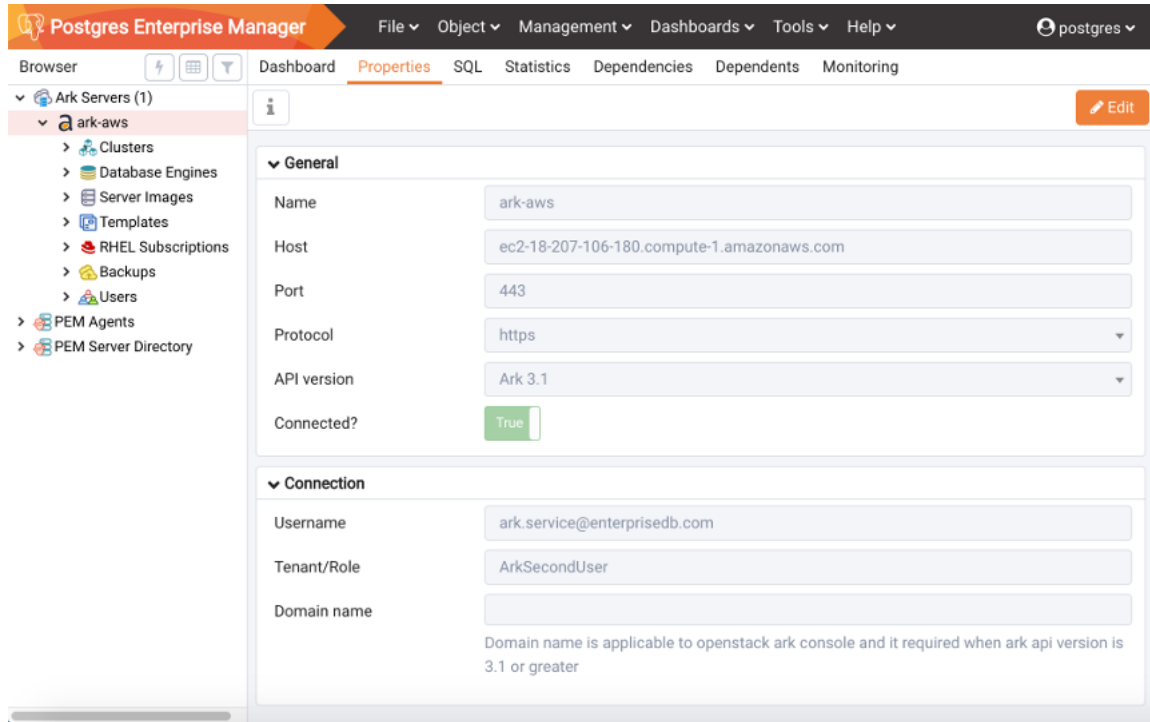 Postgres Enterprise Manager File Object Management Dashboards Tools Help postgres
Browser Dashboard Properties SQL Statistics Dependencies Dependents Monitoring
Ark Servers (1)
ark-aws
Clusters
Database Engines
Server Images
Templates
RHEL Subscriptions
Backups
Users
PEM Agents
PEM Server Directory
Edit
General
Name ark-aws
Host ec2-18-207-106-180.compute-1.amazonaws.com
Port 443
Protocol https
API version Ark 3.1
Connected? True
Connection
Username ark.service@enterprisedb.com
Tenant/Role ArkSecondUser
Domain name
Domain name is applicable to openstack ark console and it required when ark api version is
3.1 or greater